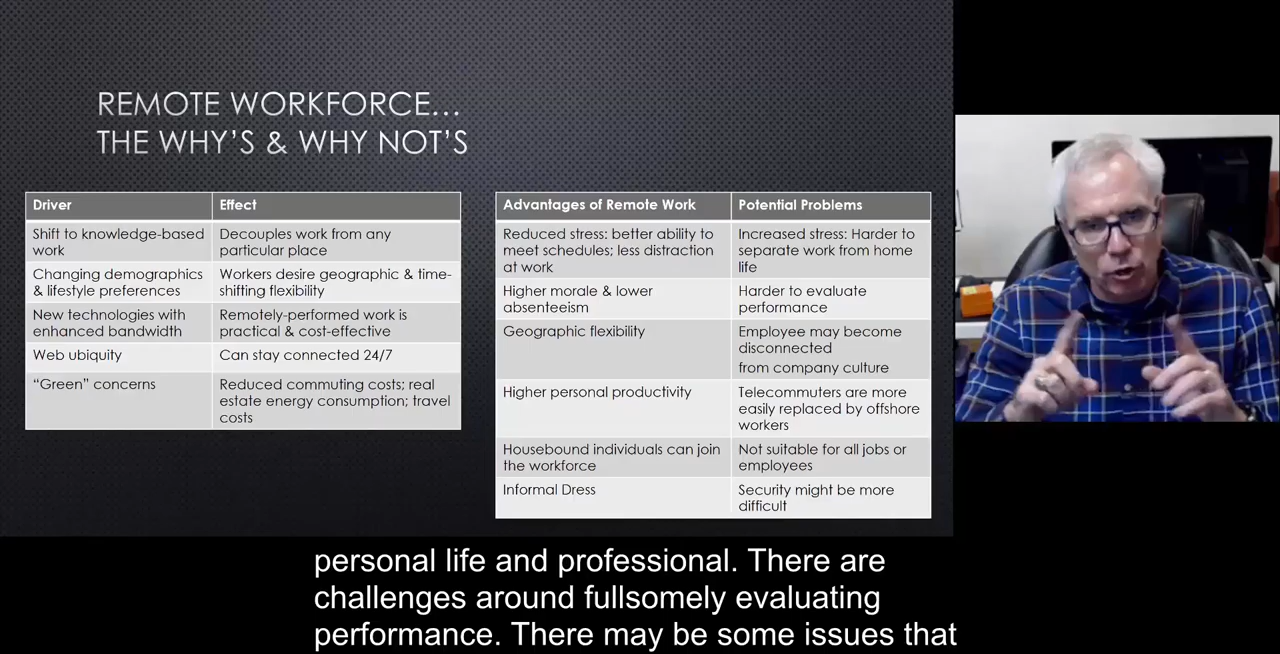 REMOTE WORKFORCE...
THE WHY'S & WHY NOT'S
Driver
Effect
Shift to knowledge-based
work
Decouples work from any
particular place
Changing demographics
& lifestyle preferences
Workers desire geographic & time-
shifting flexibility
New technologies with
enhanced bandwidth
Remotely-performed work is
practical & cost-effective
Web ubiquity
Can stay connected 24/7
"Green" concerns
Reduced commuting costs; real
estate energy consumption; travel
costs
Advantages of Remote Work
Potential Problems
Reduced stress: better ability to
meet schedules; less distraction
at work
Increased stress: Harder to
separate work from home
life
Higher morale & lower
absenteeism
Harder to evaluate
performance
Geographic flexibility
Employee may become
disconnected
from company culture
Higher personal productivity
Telecommuters are more
easily replaced by offshore
workers
Housebound individuals can join
the workforce
Not suitable for all jobs or
employees
Informal Dress
Security might be more
difficult
personal life and professional. There are
challenges around fullsomely evaluating
performance. There may be some issues that